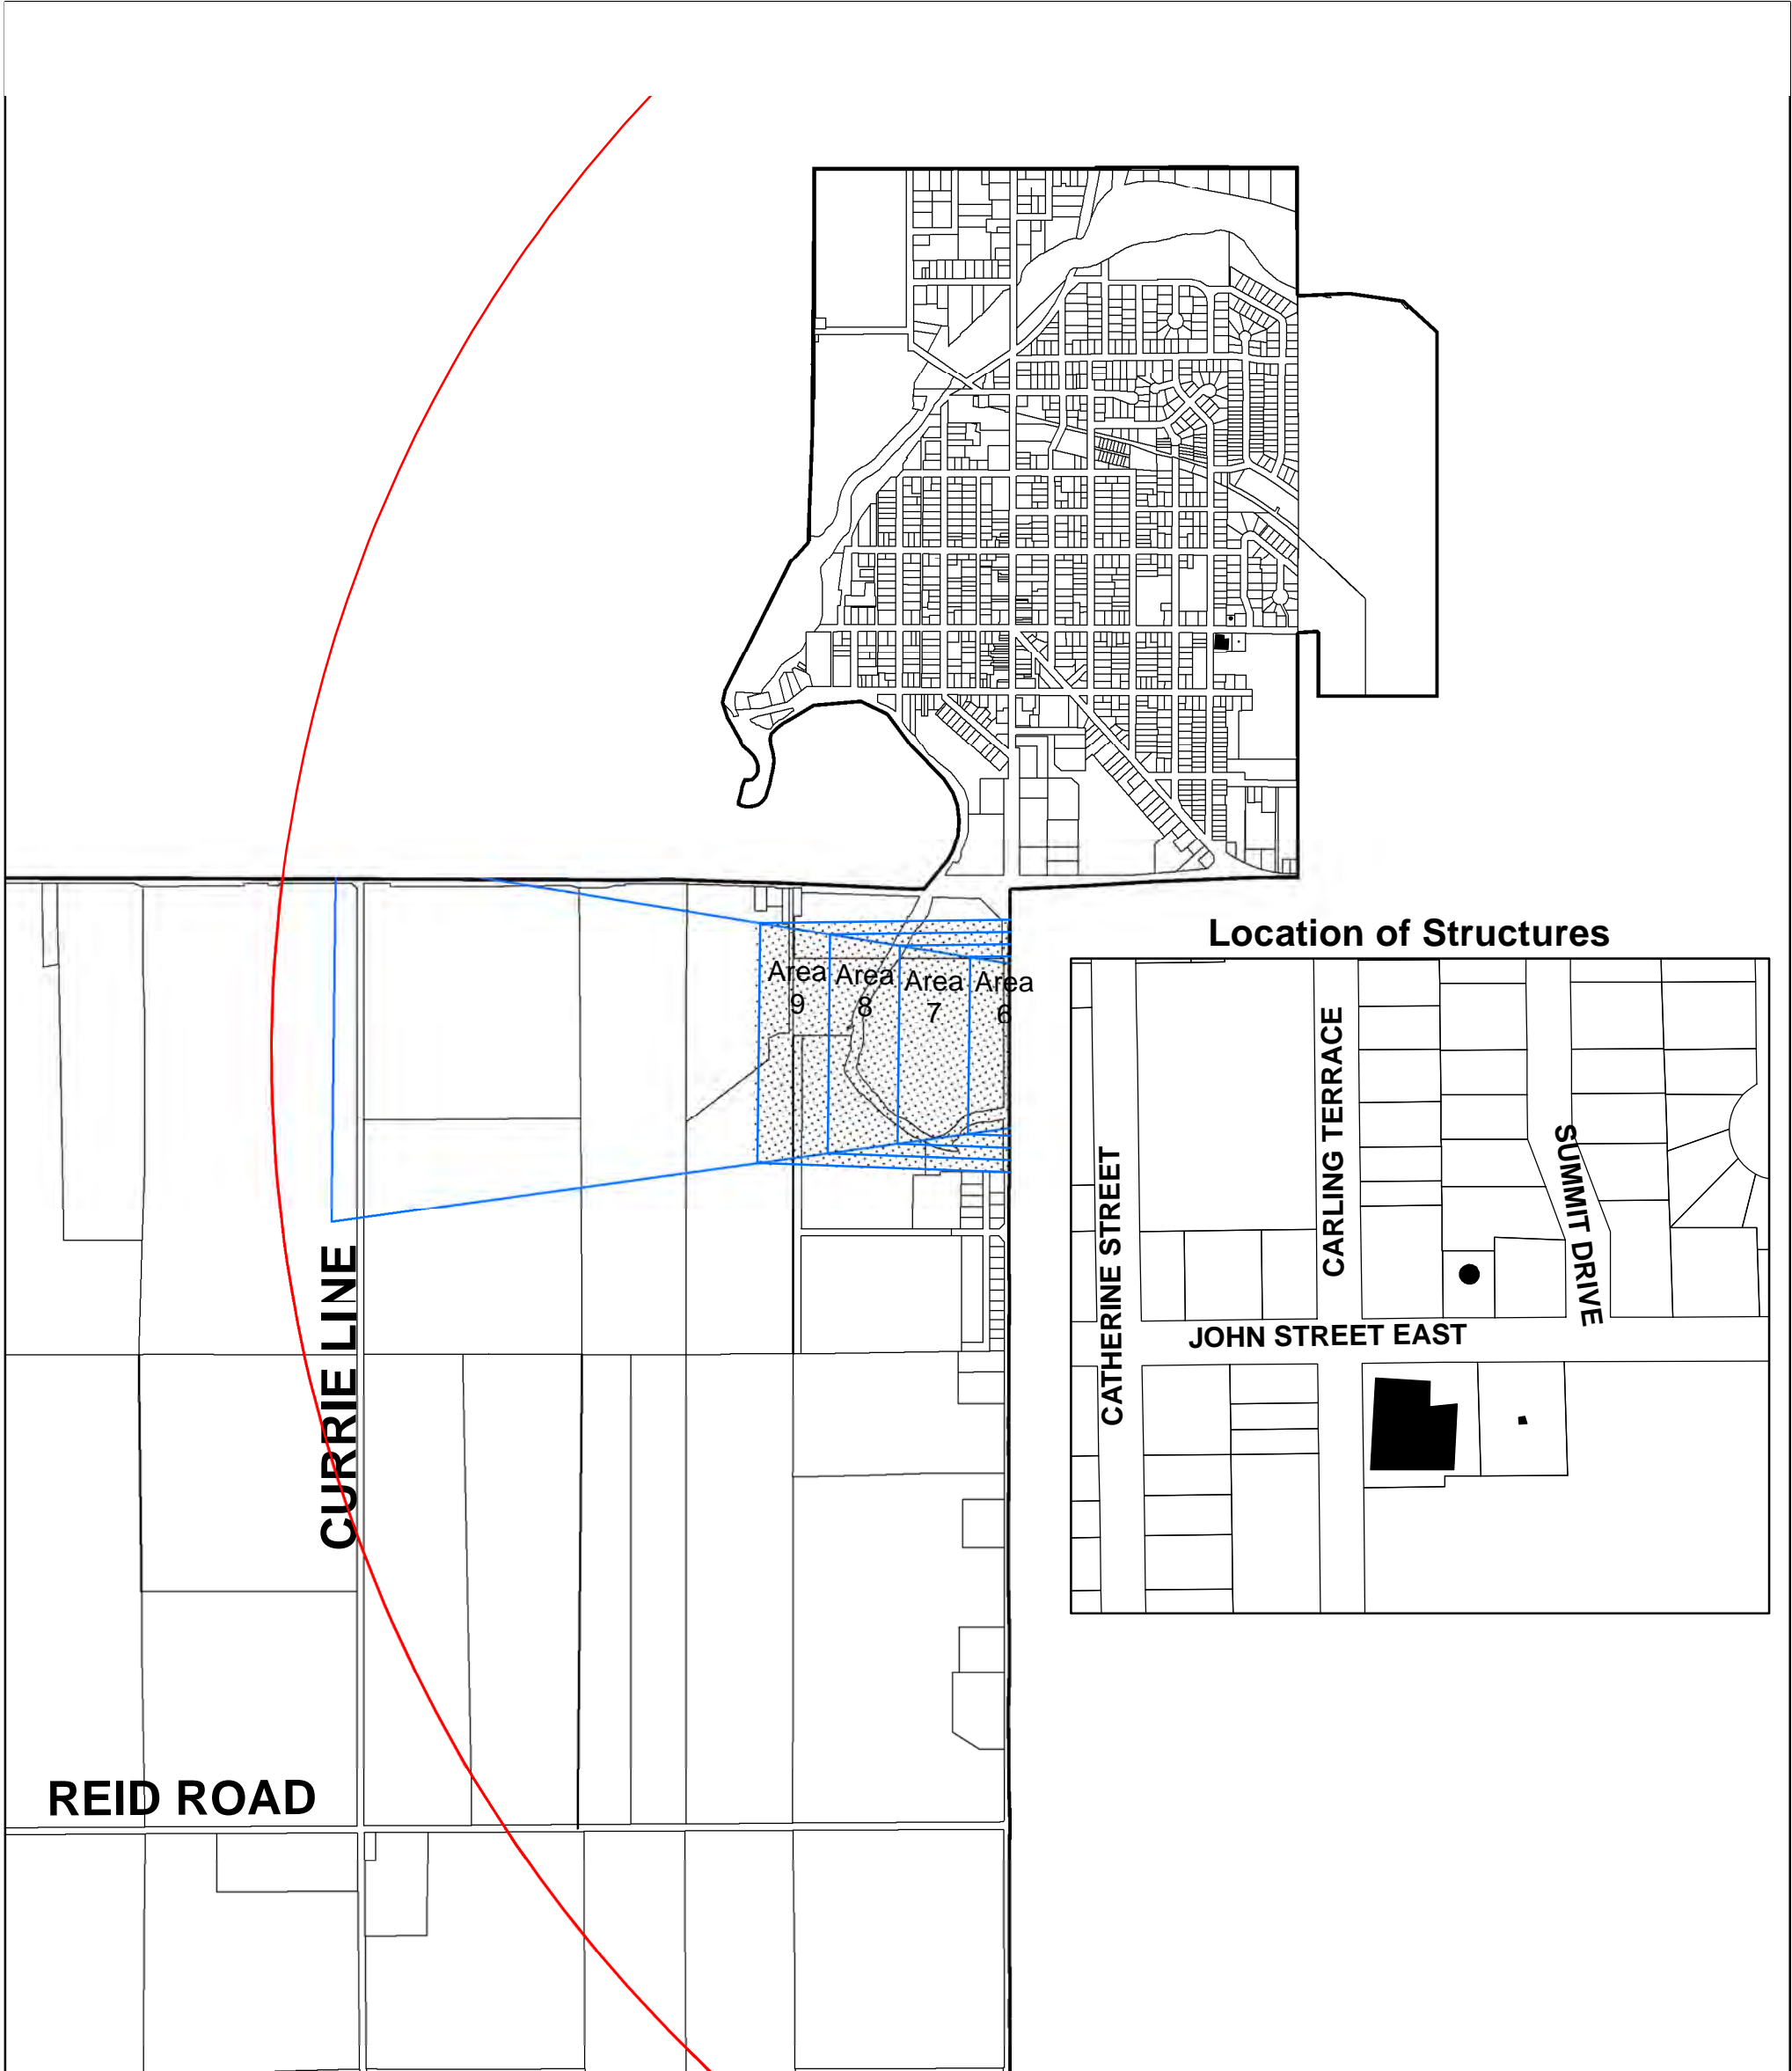 Location of Structures
Area
9
Area
8
Area
7
Area
6
CARLING TERRACE
SUMMIT DRIVE
CATHERINE STREET
JOHN STREET EAST
CURRIE LINE
REID ROAD